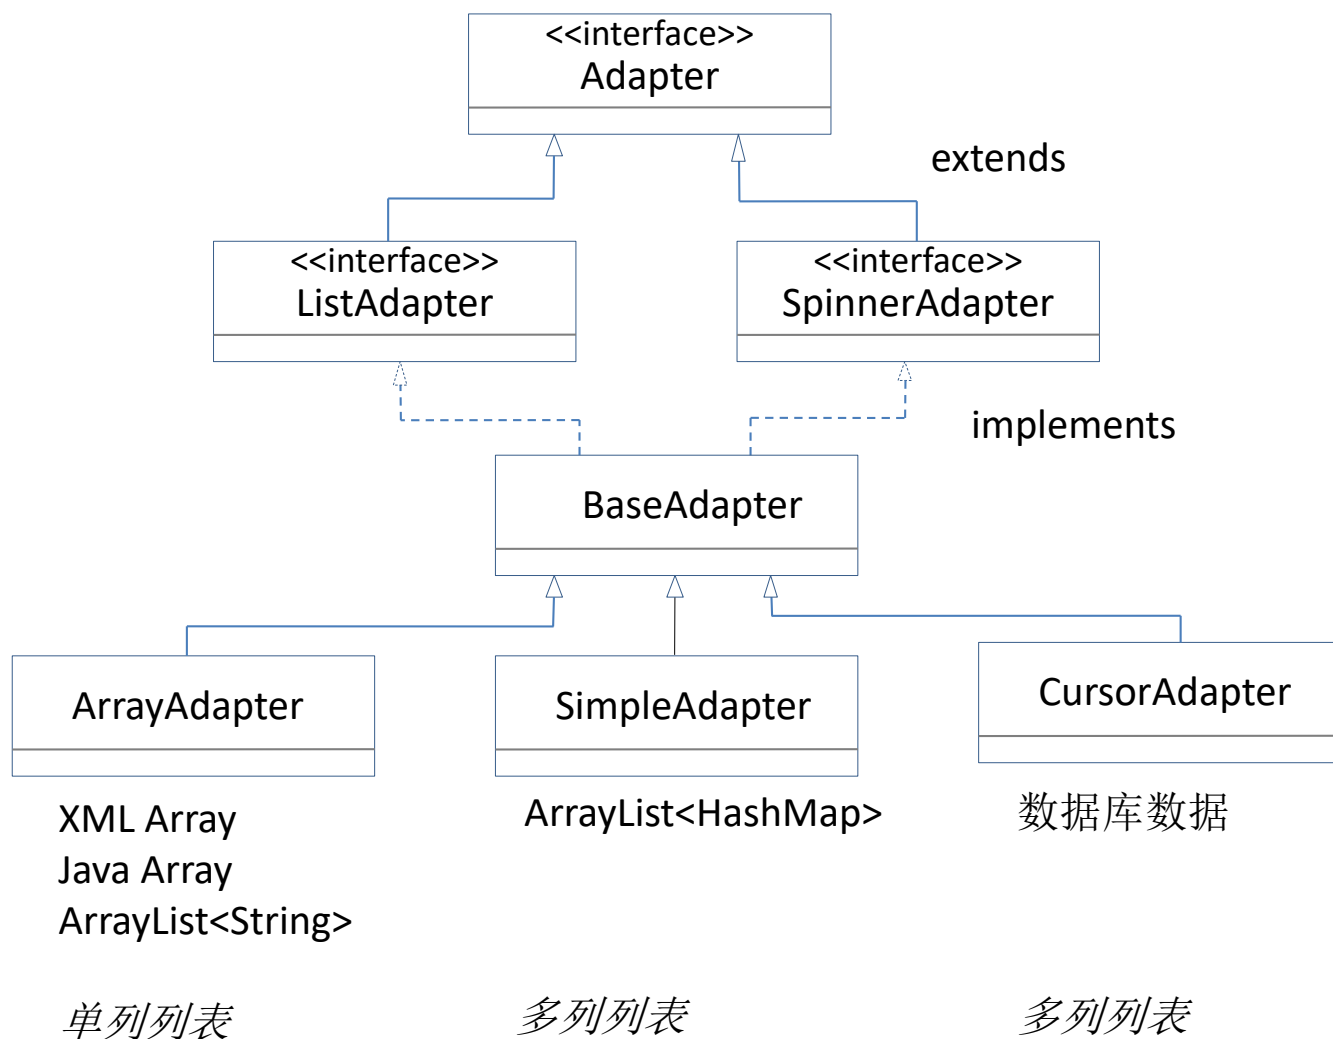 <<interface>>
Adapter
extends
<<interface>>
ListAdapter
<<interface>>
SpinnerAdapter
implements
BaseAdapter
ArrayAdapter
SimpleAdapter
CursorAdapter
XML Array
Java Array
ArrayList<String>
ArrayList<HashMap>
数据库数据
单列列表
多列列表
多列列表